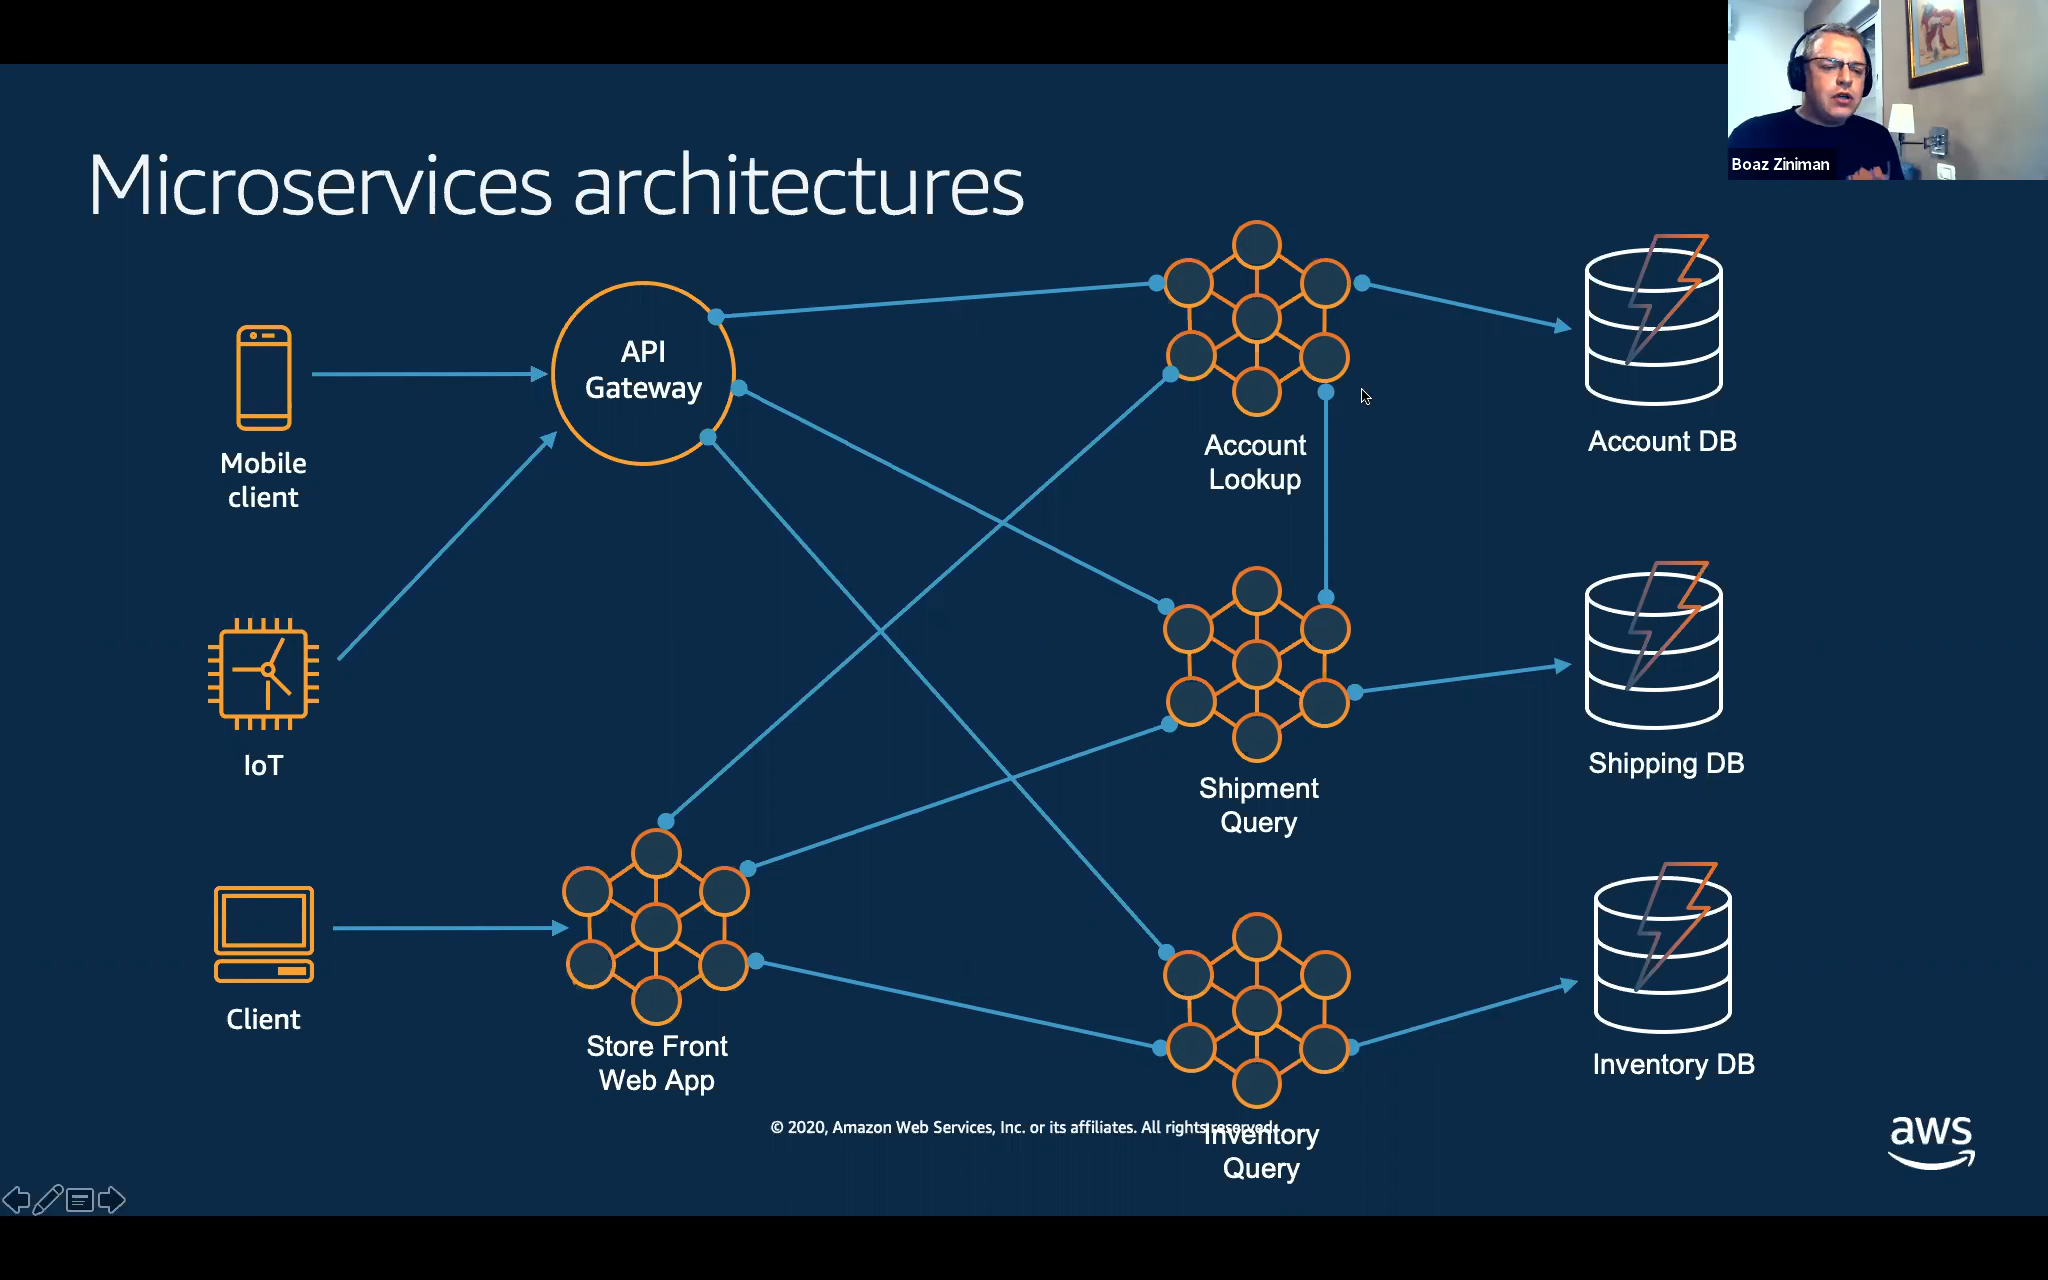 Boaz Ziniman
Microservices architectures
API
Gateway
Mobile
client
Account
Lookup
Account DB
IoT
Shipment
Query
Shipping DB
Client
Store Front
Web App
Inventory
Query
Inventory DB
© 2020, Amazon Web Services, Inc. or its affiliates. All rights reserved.
aws